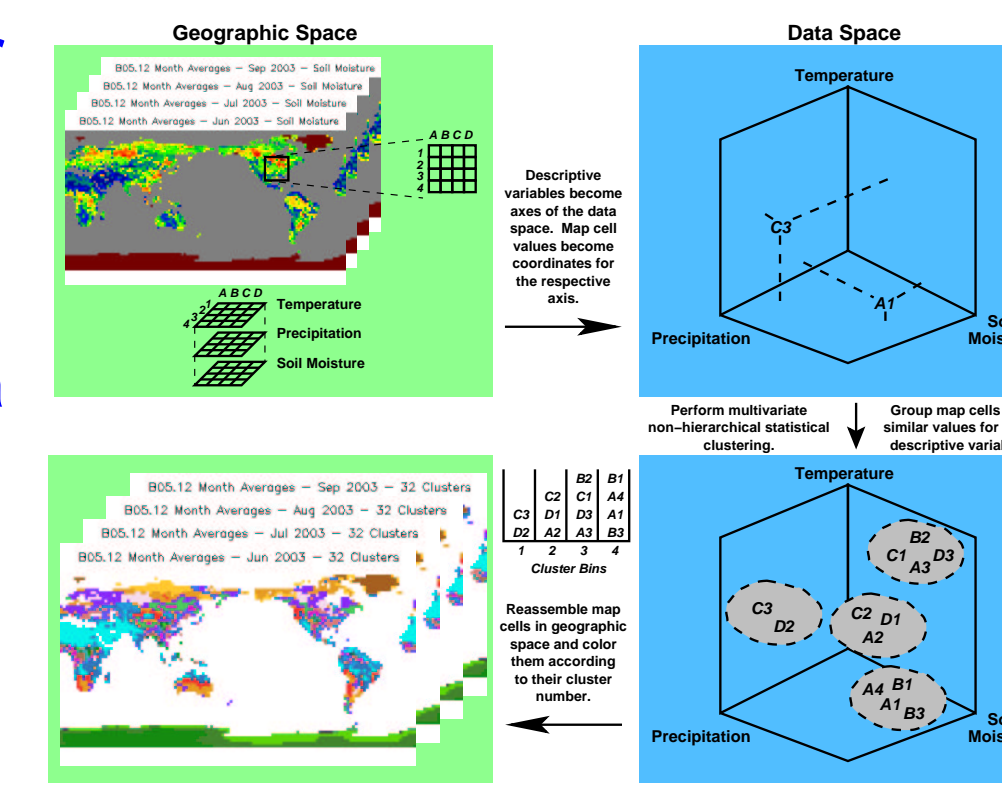 Geographic Space
B05.12 Month Averages − Sep 2003 − Soil Moisture
B05.12 Month Averages − Aug 2003 − Soil Moisture
B05.12 Month Averages − Jul 2003 − Soil Moisture
B05.12 Month Averages − Jun 2003 − Soil Moisture
A B C D
1
2
3
4
A B C D
1
2
3
4
Temperature
Precipitation
Soil Moisture
Descriptive
variables become
axes of the data
space. Map cell
values become
coordinates for
the respective
axis.
Data Space
Temperature
C3
A1
Precipitation
Perform multivariate
non−hierarchical statistical
clustering.
Group map cells
similar values for
descriptive
Temperature
B2
C1 D3
A3
C3
D2
C2 D1
A2
A4 B1
A1 B3
Precipitation
B2 B1
C2 C1 A4
C3 D1 D3 A1
D2 A2 A3 B3
1 2 3 4
Cluster Bins
Reassemble map
cells in geographic
space and color
them according
to their cluster
number.
B05.12 Month Averages − Sep 2003 − 32 Clusters
B05.12 Month Averages − Aug 2003 − 32 Clusters
B05.12 Month Averages − Jul 2003 − 32 Clusters
B05.12 Month Averages − Jun 2003 − 32 Clusters